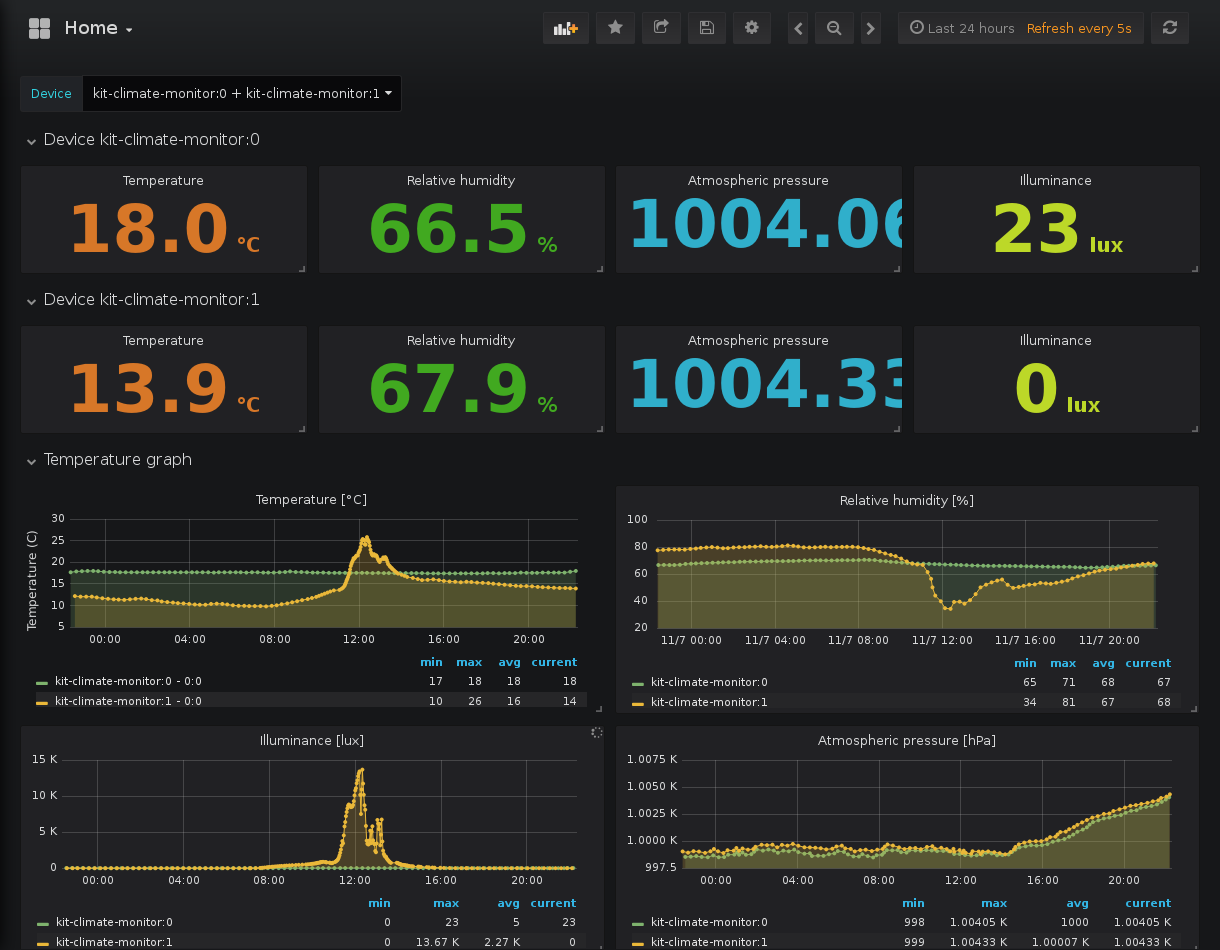 Home
Last 24 hours Refresh every 5s
Device kit-climate-monitor:0 + kit-climate-monitor:1
Device kit-climate-monitor:0
Temperature
18.0 °C
Relative humidity
66.5 %
Atmospheric pressure
1004.06
Illuminance
23 lux
Device kit-climate-monitor:1
Temperature
13.9 °C
Relative humidity
67.9 %
Atmospheric pressure
1004.33
Illuminance
0 lux
Temperature graph
Temperature [°C]
Temperature (C)
30
25
20
15
10
5
00:00 04:00 08:00 12:00 16:00 20:00
min max avg current
kit-climate-monitor:0 - 0:0 17 18 18 18
kit-climate-monitor:1 - 0:0 10 26 16 14
Relative humidity [%]
100
80
60
40
20
11/7 00:00 11/7 04:00 11/7 08:00 11/7 12:00 11/7 16:00 11/7 20:00
min max avg current
kit-climate-monitor:0 65 71 68 67
kit-climate-monitor:1 34 81 67 68
Illuminance [lux]
15 K
10 K
5 K
0
00:00 04:00 08:00 12:00 16:00 20:00
min max avg current
kit-climate-monitor:0 0 23 5 23
kit-climate-monitor:1 0 13.67 K 2.27 K 0
Atmospheric pressure [hPa]
1.0075 K
1.0050 K
1.0025 K
1.0000 K
997.5
00:00 04:00 08:00 12:00 16:00 20:00
min max avg current
kit-climate-monitor:0 998 1.00405 K 1000 1.00405 K
kit-climate-monitor:1 999 1.00433 K 1.00007 K 1.00433 K